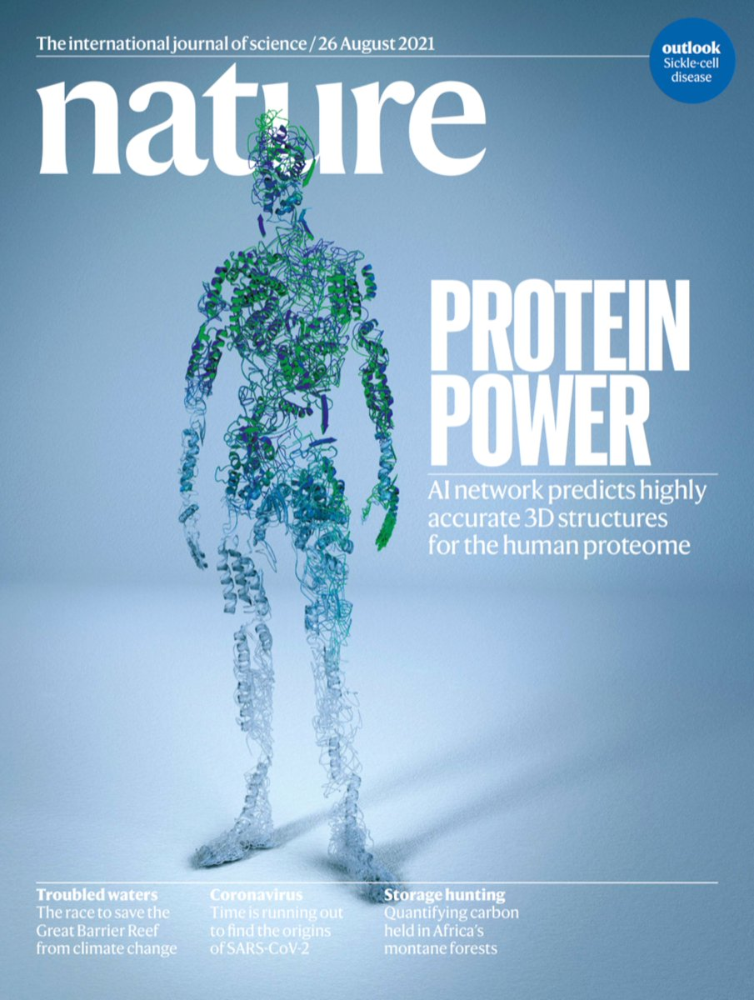 The international journal of science / 26 August 2021
outlook
Sickle-cell
disease
nature
PROTEIN
POWER
AI network predicts highly
accurate 3D structures
for the human proteome
Troubled waters
The race to save the
Great Barrier Reef
from climate change
Coronavirus
Time is running out
to find the origins
of SARS-CoV-2
Storage hunting
Quantifying carbon
held in Africa's
montane forests